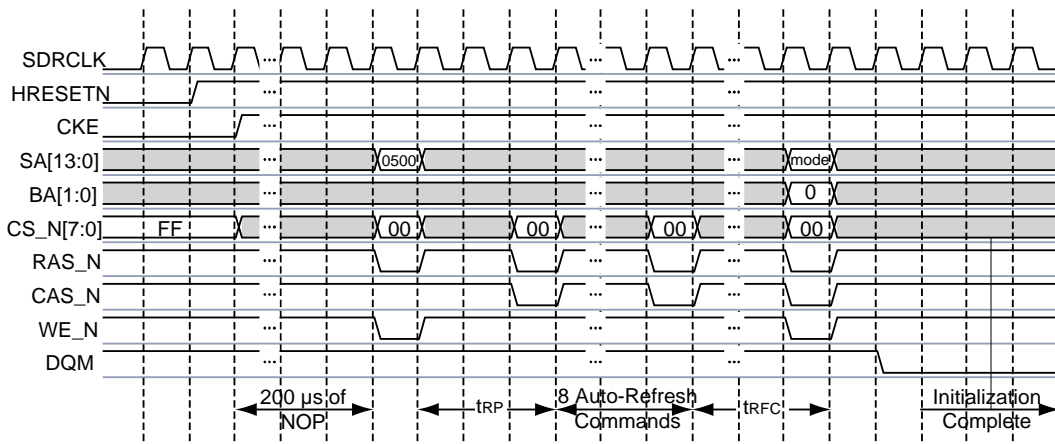 SDRCLK ... ... ...
HRESETN ... ... ...
CKE ... ... ...
SA[13:0] ... 0500 ... ... mode
BA[1:0] ... ... ... 0
CS_N[7:0] FF ... 00 00 ... 00 ... 00
RAS_N ... ... ...
CAS_N ... ... ...
WE_N ... ... ...
DQM ... ... ...
200 µs of
NOP
tRP
8 Auto-Refresh
Commands
tRFC
Initialization
Complete